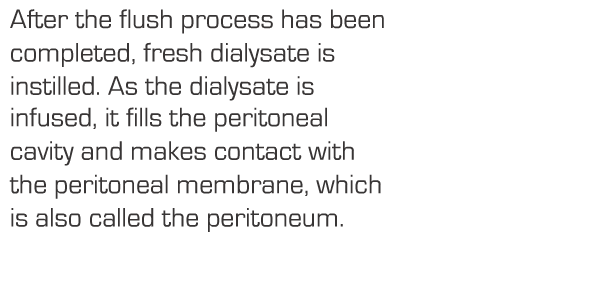 After the flush process has been
completed, fresh dialysate is
instilled. As the dialysate is
infused, it fills the peritoneal
cavity and makes contact with
the peritoneal membrane, which
is also called the peritoneum.